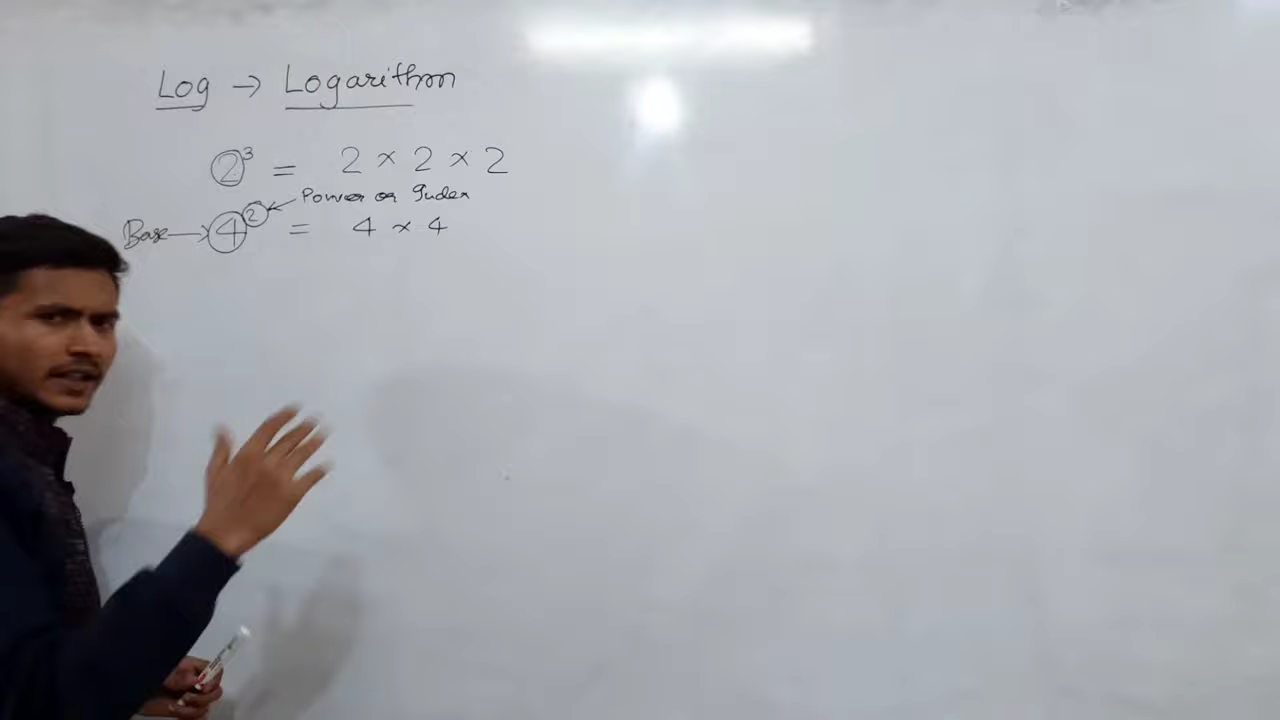 Log → Logarithm
2³ = 2 × 2 × 2
Power or Index
Base → 4² = 4 × 4